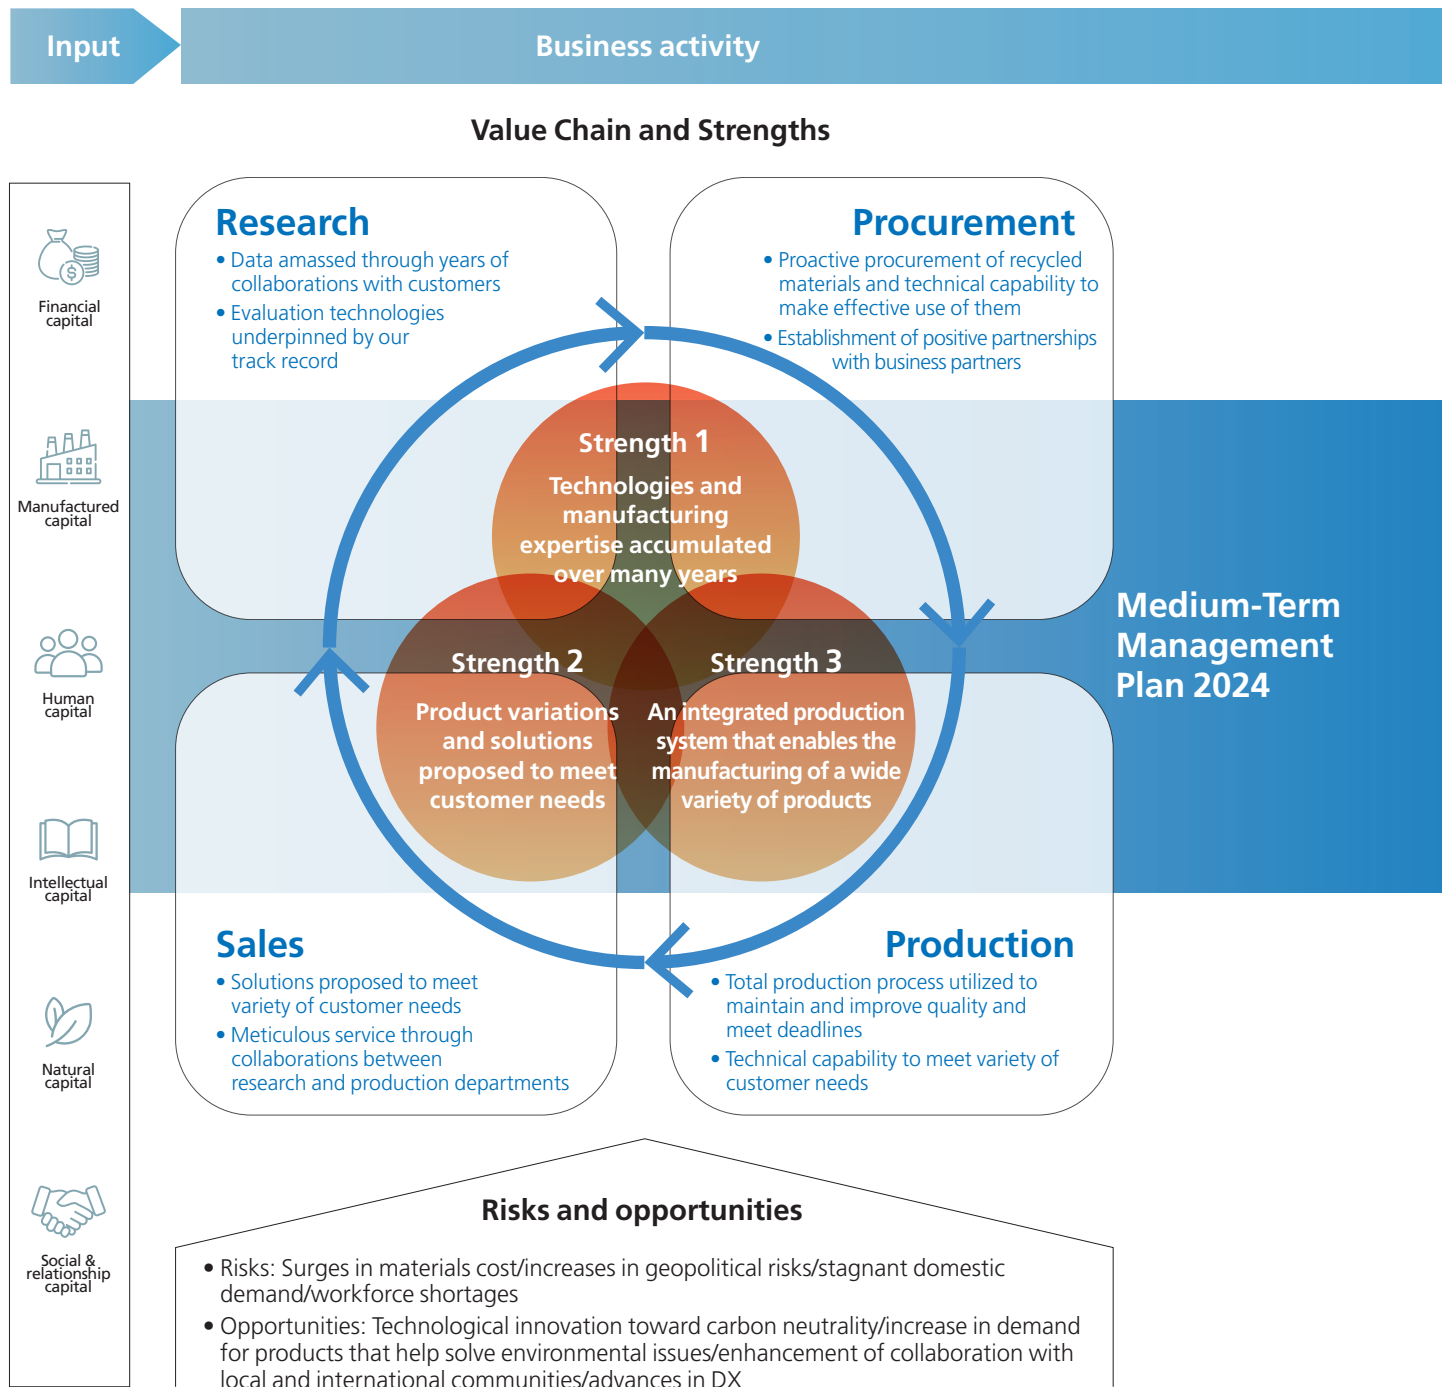 Input
Business activity
Value Chain and Strengths
Financial
capital
Manufactured
capital
Human
capital
Intellectual
capital
Natural
capital
Social &
relationship
capital
Research
• Data amassed through years of
collaborations with customers
• Evaluation technologies
underpinned by our
track record
Procurement
• Proactive procurement of recycled
materials and technical capability to
make effective use of them
• Establishment of positive partnerships
with business partners
Strength 1
Technologies and
manufacturing
expertise accumulated
over many years
Strength 2
Product variations
and solutions
proposed to meet
customer needs
Strength 3
An integrated production
system that enables the
manufacturing of a wide
variety of products
Medium-Term
Management
Plan 2024
Sales
• Solutions proposed to meet
variety of customer needs
• Meticulous service through
collaborations between
research and production departments
Production
• Total production process utilized to
maintain and improve quality and
meet deadlines
• Technical capability to meet variety of
customer needs
Risks and opportunities
• Risks: Surges in materials cost/increases in geopolitical risks/stagnant domestic
demand/workforce shortages
• Opportunities: Technological innovation toward carbon neutrality/increase in demand
for products that help solve environmental issues/enhancement of collaboration with
local and international communities/advances in DX